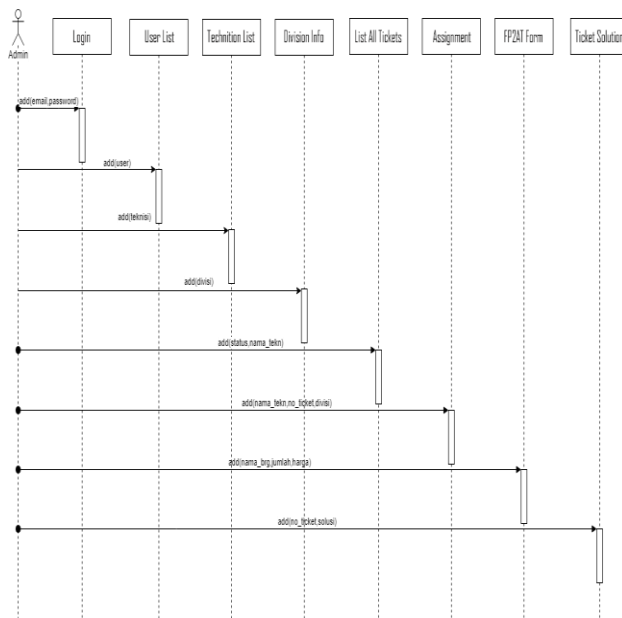 Admin
Login
User List
Technition List
Division Info
List All Tickets
Assignment
FP2AT Form
Ticket Solution
add(email,password)
add(user)
add(teknisi)
add(divisi)
add(status,nama_tekn)
add(nama_tekn,no_ticket,divisi)
add(nama_brg,jumlah,harga)
add(no_ticket,solusi)